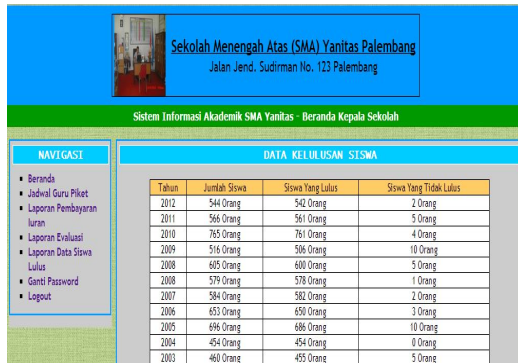 Sekolah Menengah Atas (SMA) Yanitas Palembang
Jalan Jend. Sudirman No. 123 Palembang
Sistem Informasi Akademik SMA Yanitas - Beranda Kepala Sekolah
NAVIGASI
Beranda
Jadwal Guru Piket
Laporan Pembayaran
Iuran
Laporan Evaluasi
Laporan Data Siswa
Lulus
Ganti Password
Logout
DATA KELULUSAN SISWA
Tahun Jumlah Siswa Siswa Yang Lulus Siswa Yang Tidak Lulus
2012 544 Orang 542 Orang 2 Orang
2011 566 Orang 561 Orang 5 Orang
2010 765 Orang 761 Orang 4 Orang
2009 516 Orang 506 Orang 10 Orang
2008 605 Orang 600 Orang 5 Orang
2008 579 Orang 578 Orang 1 Orang
2007 584 Orang 582 Orang 2 Orang
2006 653 Orang 650 Orang 3 Orang
2005 696 Orang 686 Orang 10 Orang
2004 454 Orang 454 Orang 0 Orang
2003 460 Orang 455 Orang 5 Orang